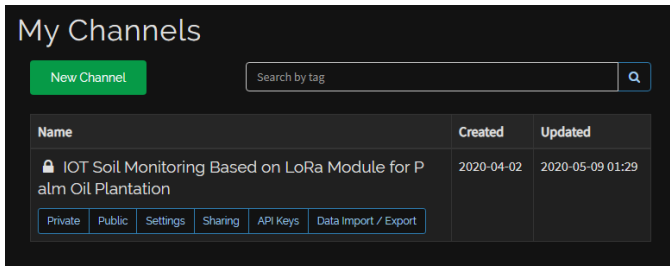 My Channels
New Channel
Search by tag
Name Created Updated
IOT Soil Monitoring Based on LoRa Module for P 2020-04-02 2020-05-09 01:29
alm Oil Plantation
Private Public Settings Sharing API Keys Data Import / Export